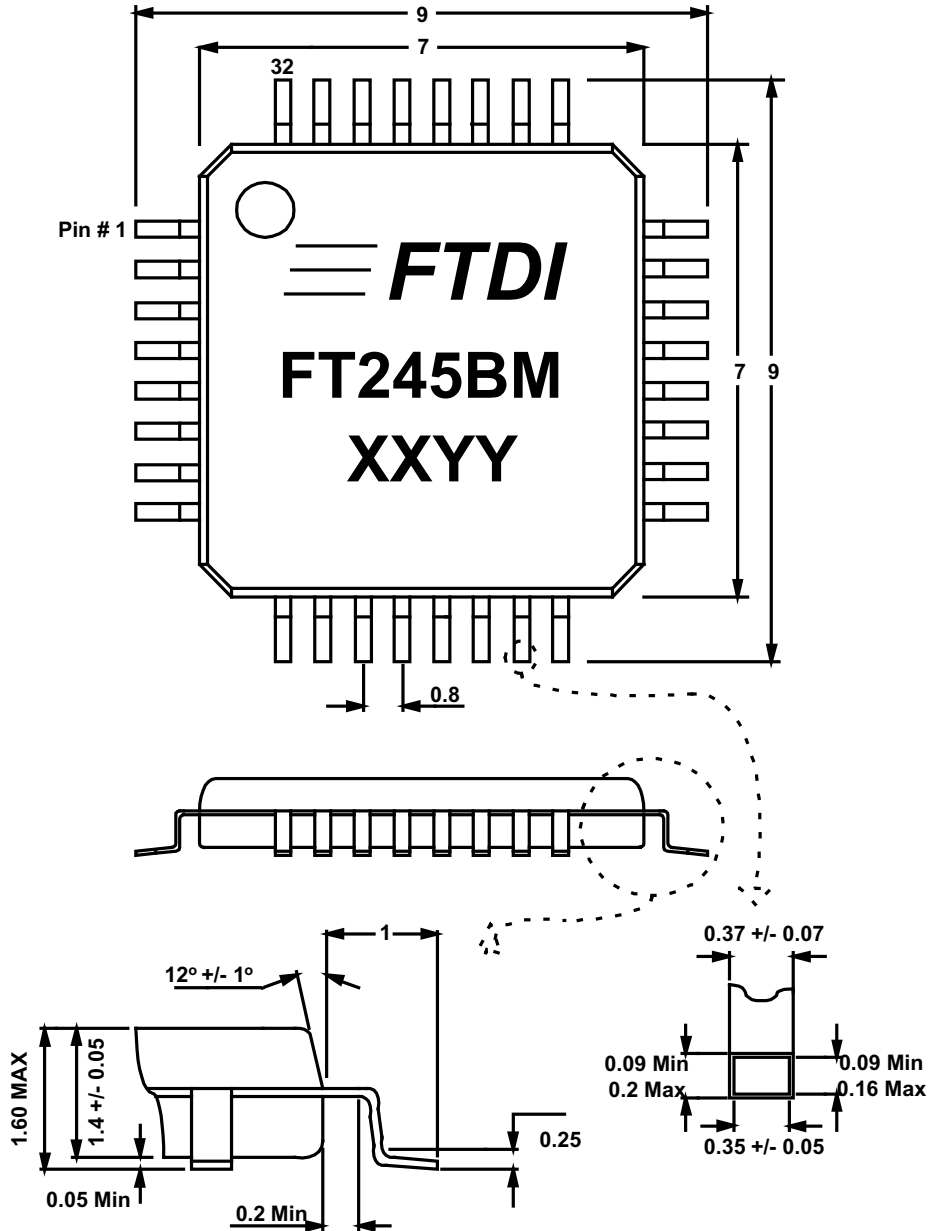 9
7
32
Pin # 1
FTDI
FT245BM
XXYY
7 9
0.8
1
0.37 +/- 0.07
12º +/- 1º
1.60 MAX
1.4 +/- 0.05
0.09 Min
0.2 Max
0.09 Min
0.16 Max
0.25
0.35 +/- 0.05
0.05 Min
0.2 Min